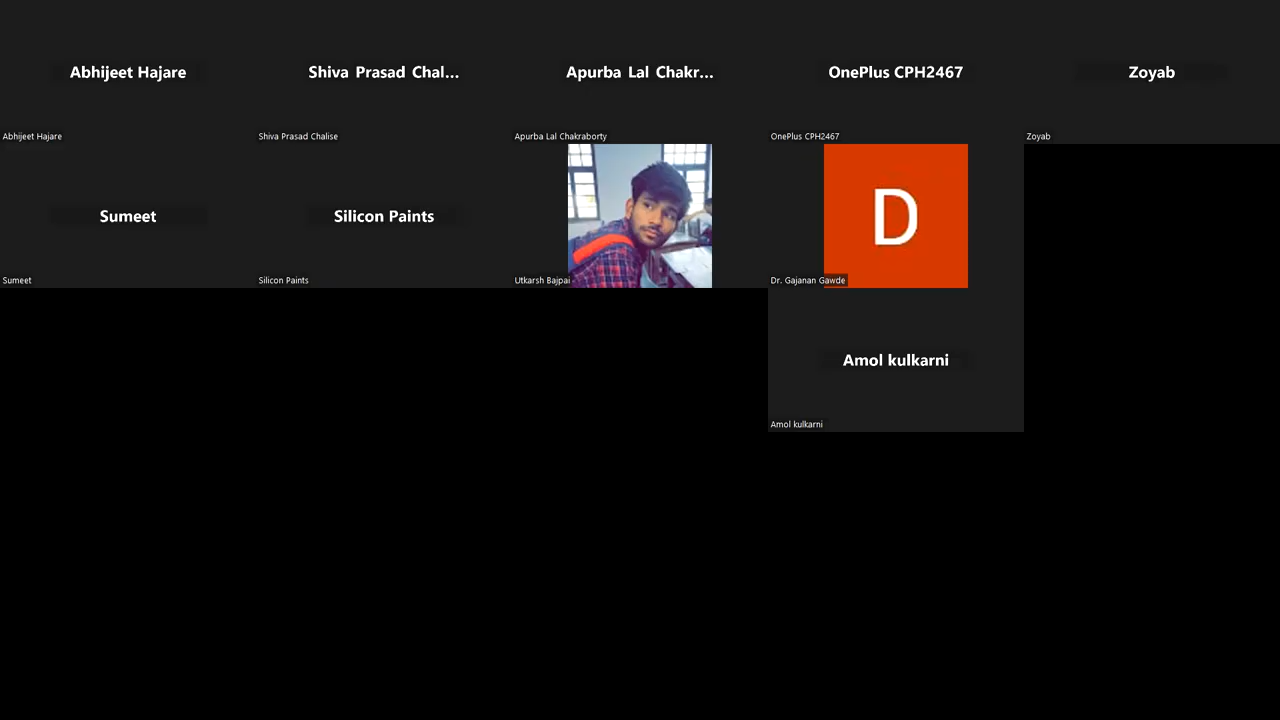 Abhijeet Hajare
Shiva Prasad Chal...
Apurba Lal Chakr...
OnePlus CPH2467
Zoyab
Abhijeet Hajare
Shiva Prasad Chalise
Apurba Lal Chakraborty
OnePlus CPH2467
Zoyab
Sumeet
Silicon Paints
D
Sumeet
Silicon Paints
Utkarsh Bajpai
Dr. Gajanan Gawde
Amol kulkarni
Amol kulkarni